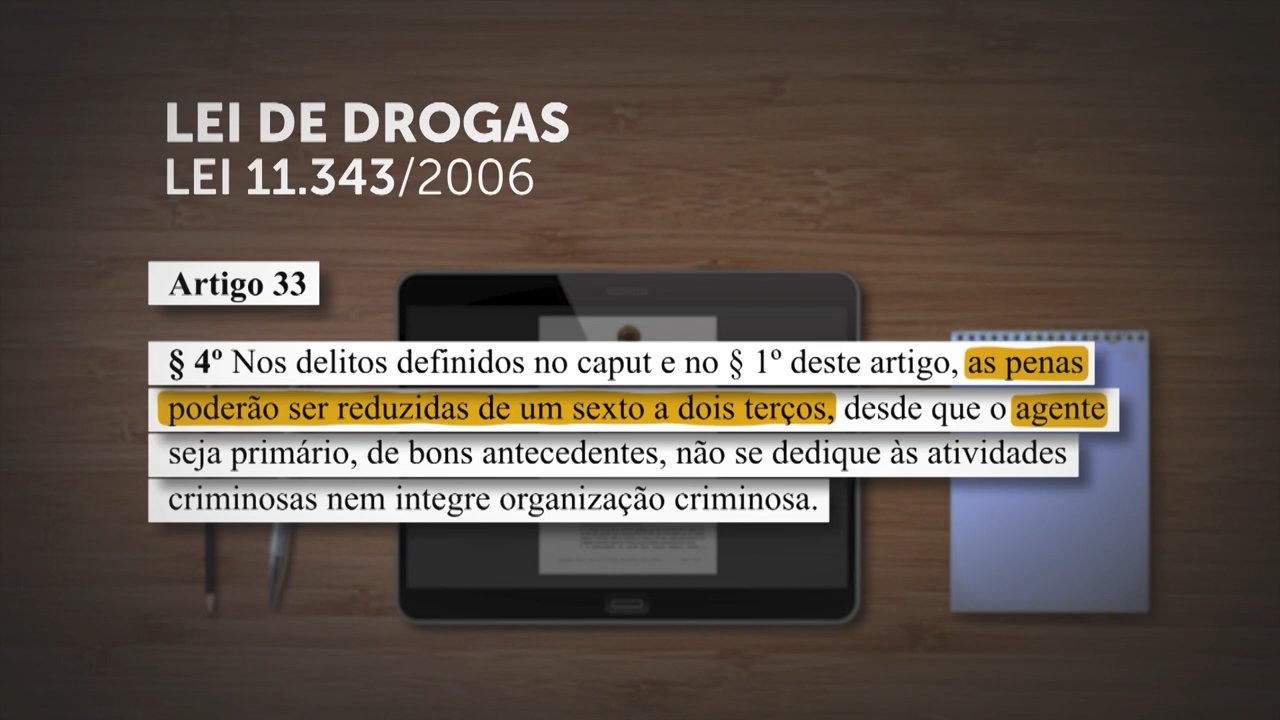 LEI DE DROGAS
LEI 11.343/2006
Artigo 33
§ 4º Nos delitos definidos no caput e no § 1º deste artigo, as penas
poderão ser reduzidas de um sexto a dois terços, desde que o agente
seja primário, de bons antecedentes, não se dedique às atividades
criminosas nem integre organização criminosa.